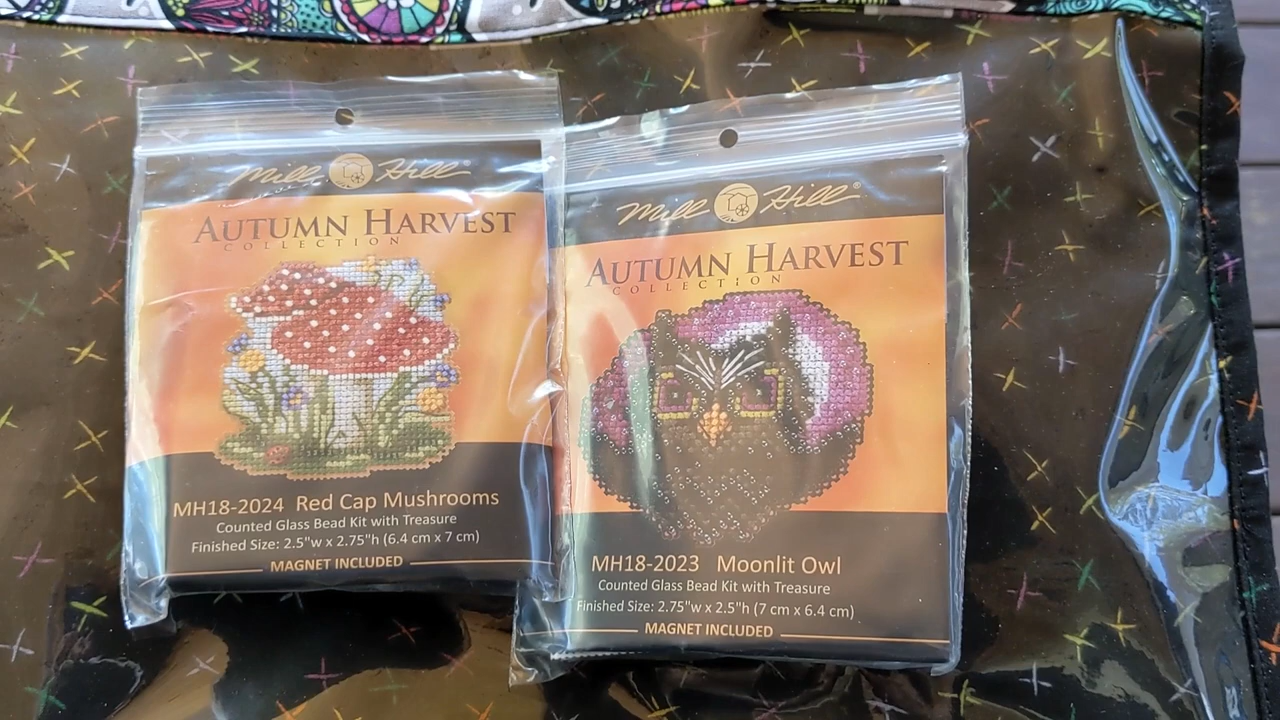 Mill Hill®
AUTUMN HARVEST
COLLECTION
MH18-2024 Red Cap Mushrooms
Counted Glass Bead Kit with Treasure
Finished Size: 2.5"w x 2.75"h (6.4 cm x 7 cm)
MAGNET INCLUDED
Mill Hill®
AUTUMN HARVEST
COLLECTION
MH18-2023 Moonlit Owl
Counted Glass Bead Kit with Treasure
Finished Size: 2.75"w x 2.5"h (7 cm x 6.4 cm)
MAGNET INCLUDED